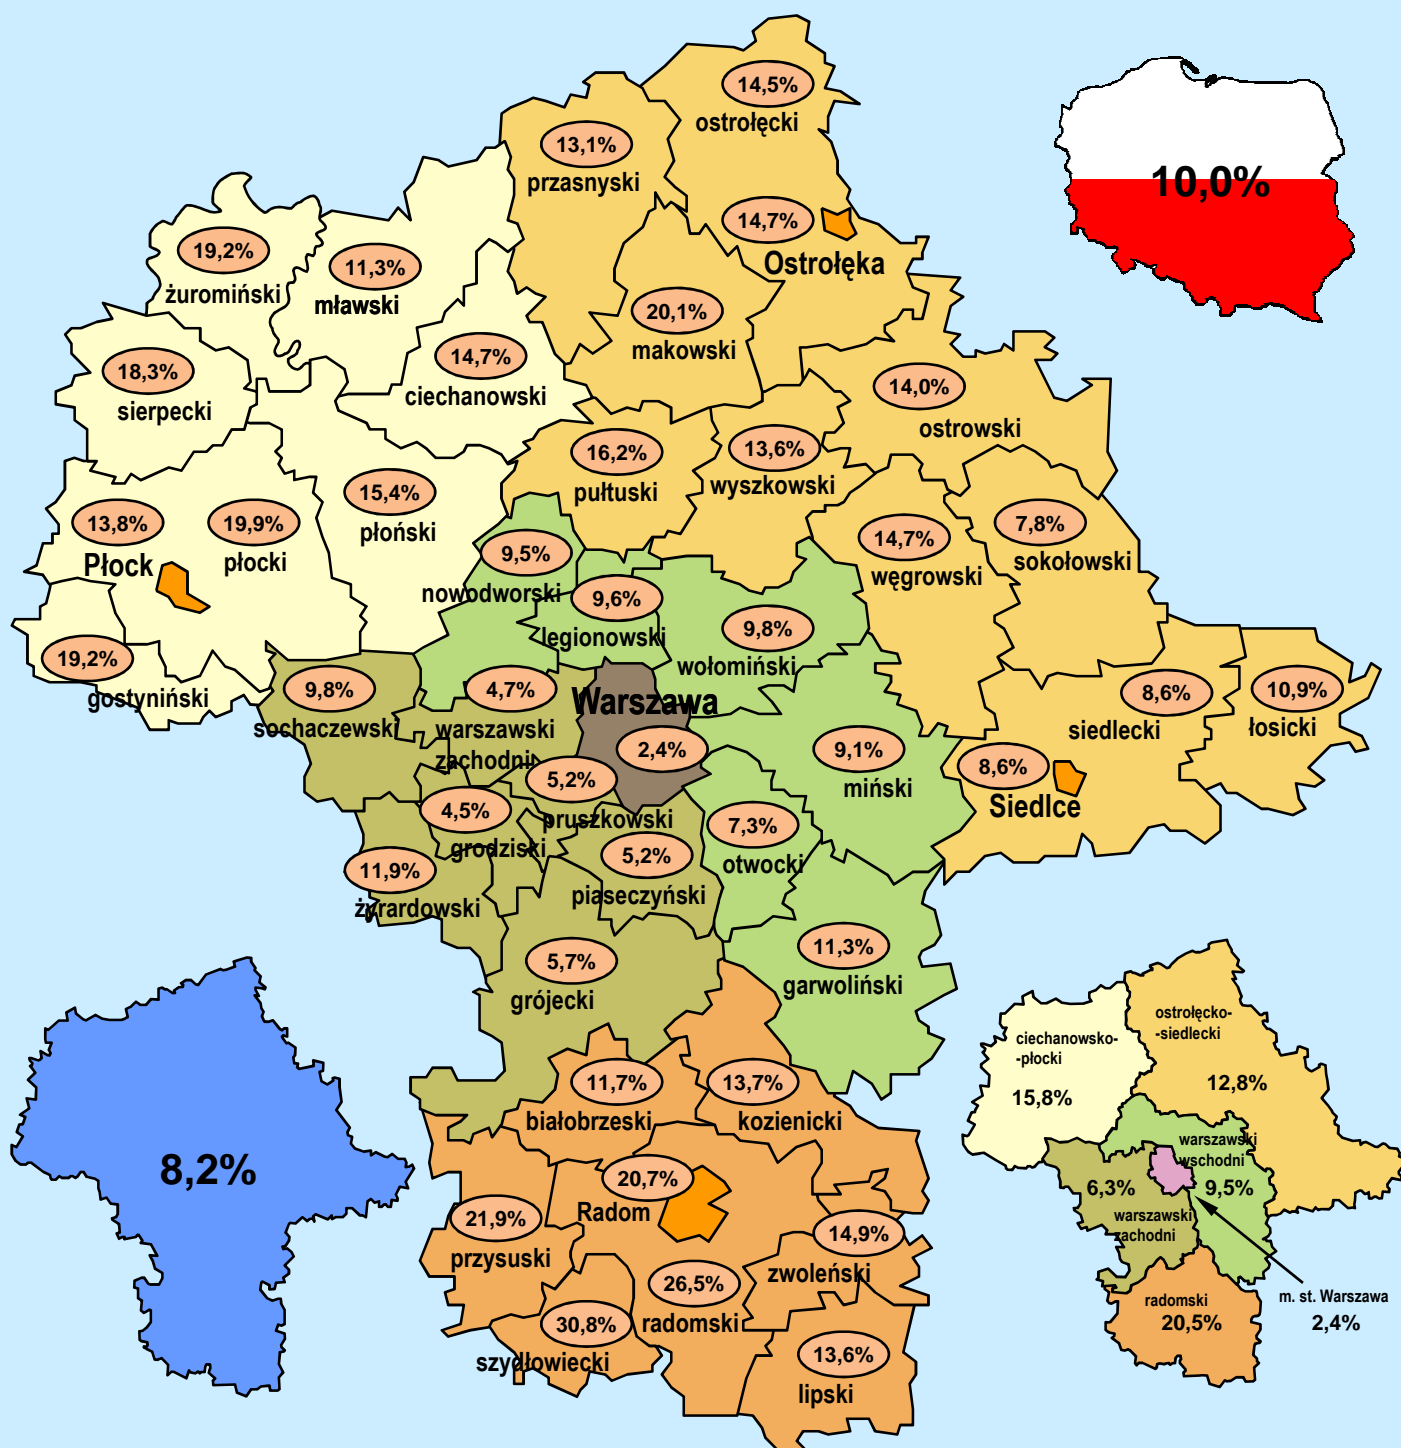 14,5%
ostrołęcki
13,1%
przasnyski
10,0%
14,7%
Ostrołęka
19,2%
żuromiński
11,3%
mławski
20,1%
makowski
14,7%
ciechanowski
18,3%
sierpecki
14,0%
ostrowski
16,2%
pułtuski
13,6%
wyszkowski
15,4%
płoński
13,8%
Płock
19,9%
płocki
14,7%
węgrowski
7,8%
sokołowski
9,5%
nowodworski
9,6%
legionowski
9,8%
wołomiński
19,2%
gostyniński
9,8%
sochaczewski
4,7%
warszawski
zachodni
Warszawa
2,4%
8,6%
siedlecki
10,9%
łosicki
9,1%
miński
8,6%
Siedlce
5,2%
pruszkowski
4,5%
grodziski
7,3%
otwocki
5,2%
piaseczyński
11,9%
żyrardowski
5,7%
grójecki
11,3%
garwoliński
11,7%
białobrzeski
13,7%
kozienicki
20,7%
Radom
21,9%
przysuski
14,9%
zwoleński
26,5%
radomski
30,8%
szydłowiecki
13,6%
lipski
8,2%
ciechanowsko-
-płocki
15,8%
ostrołęcko-
-siedlecki
12,8%
warszawski
wschodni
9,5%
6,3%
warszawski
zachodni
m. st. Warszawa
2,4%
radomski
20,5%